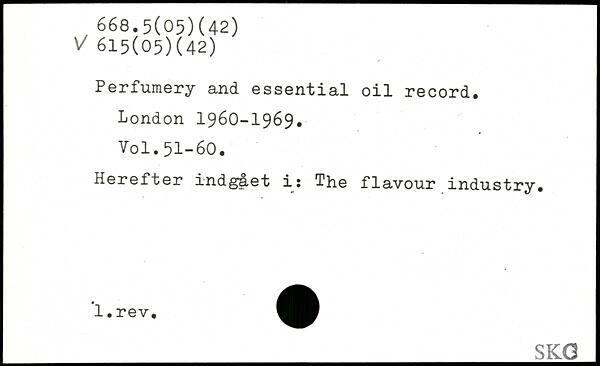 668.5(05)(42)
V 615(05)(42)
Perfumery and essential oil record.
London 1960-1969.
Vol.51-60.
Herefter indgået i: The flavour industry.
1.rev.